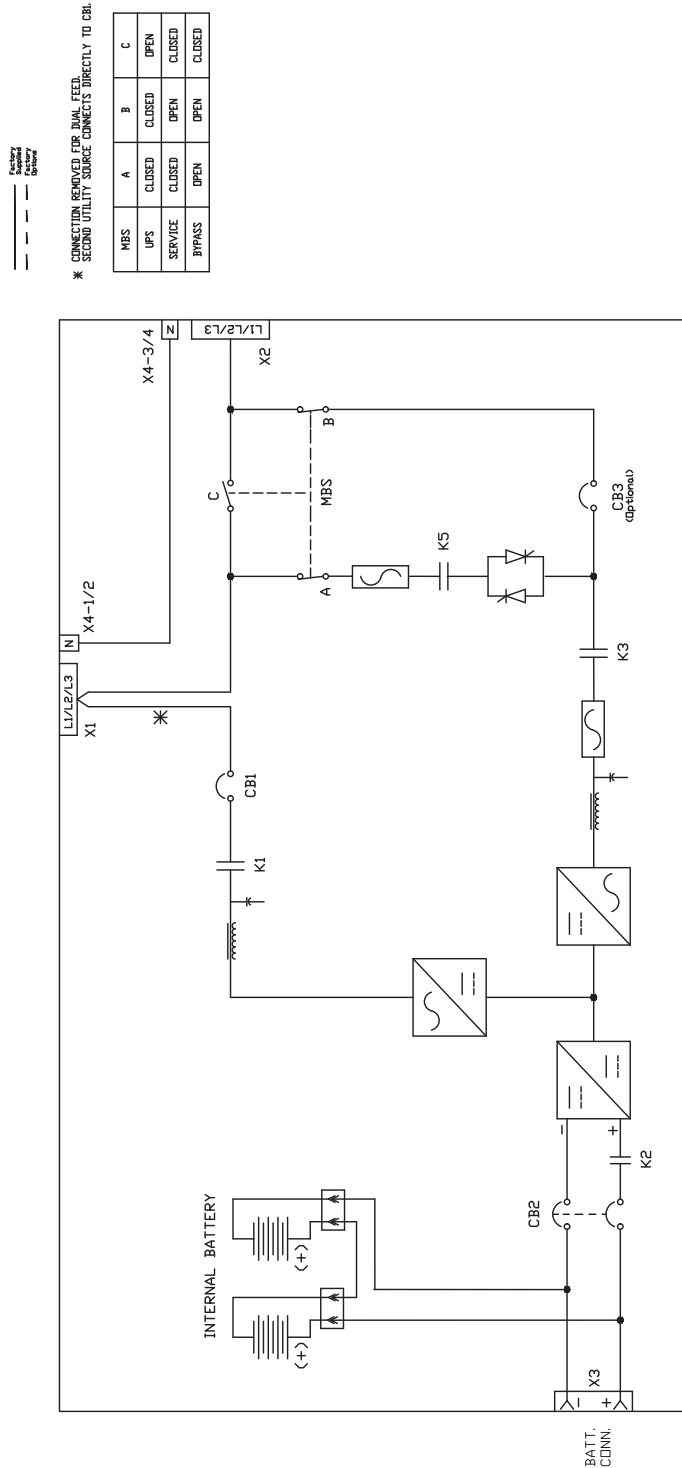 Factory
Supplied
Factory
Options
* CONNECTION REMOVED FOR DUAL FEED.
SECOND UTILITY SOURCE CONNECTS DIRECTLY TO CB1.
MBS A B C
UPS CLOSED CLOSED OPEN
SERVICE CLOSED OPEN CLOSED
BYPASS OPEN OPEN CLOSED
X4-3/4
N
L1/L2/L3
X2
X4-1/2
N
L1/L2/L3
X1
*
C
B
MBS
A
K5
CB3
(Optional)
K3
CB1
K1
INTERNAL BATTERY
(+)
(+)
-
+
K2
CB2
X3
-
+
BATT.
CONN.